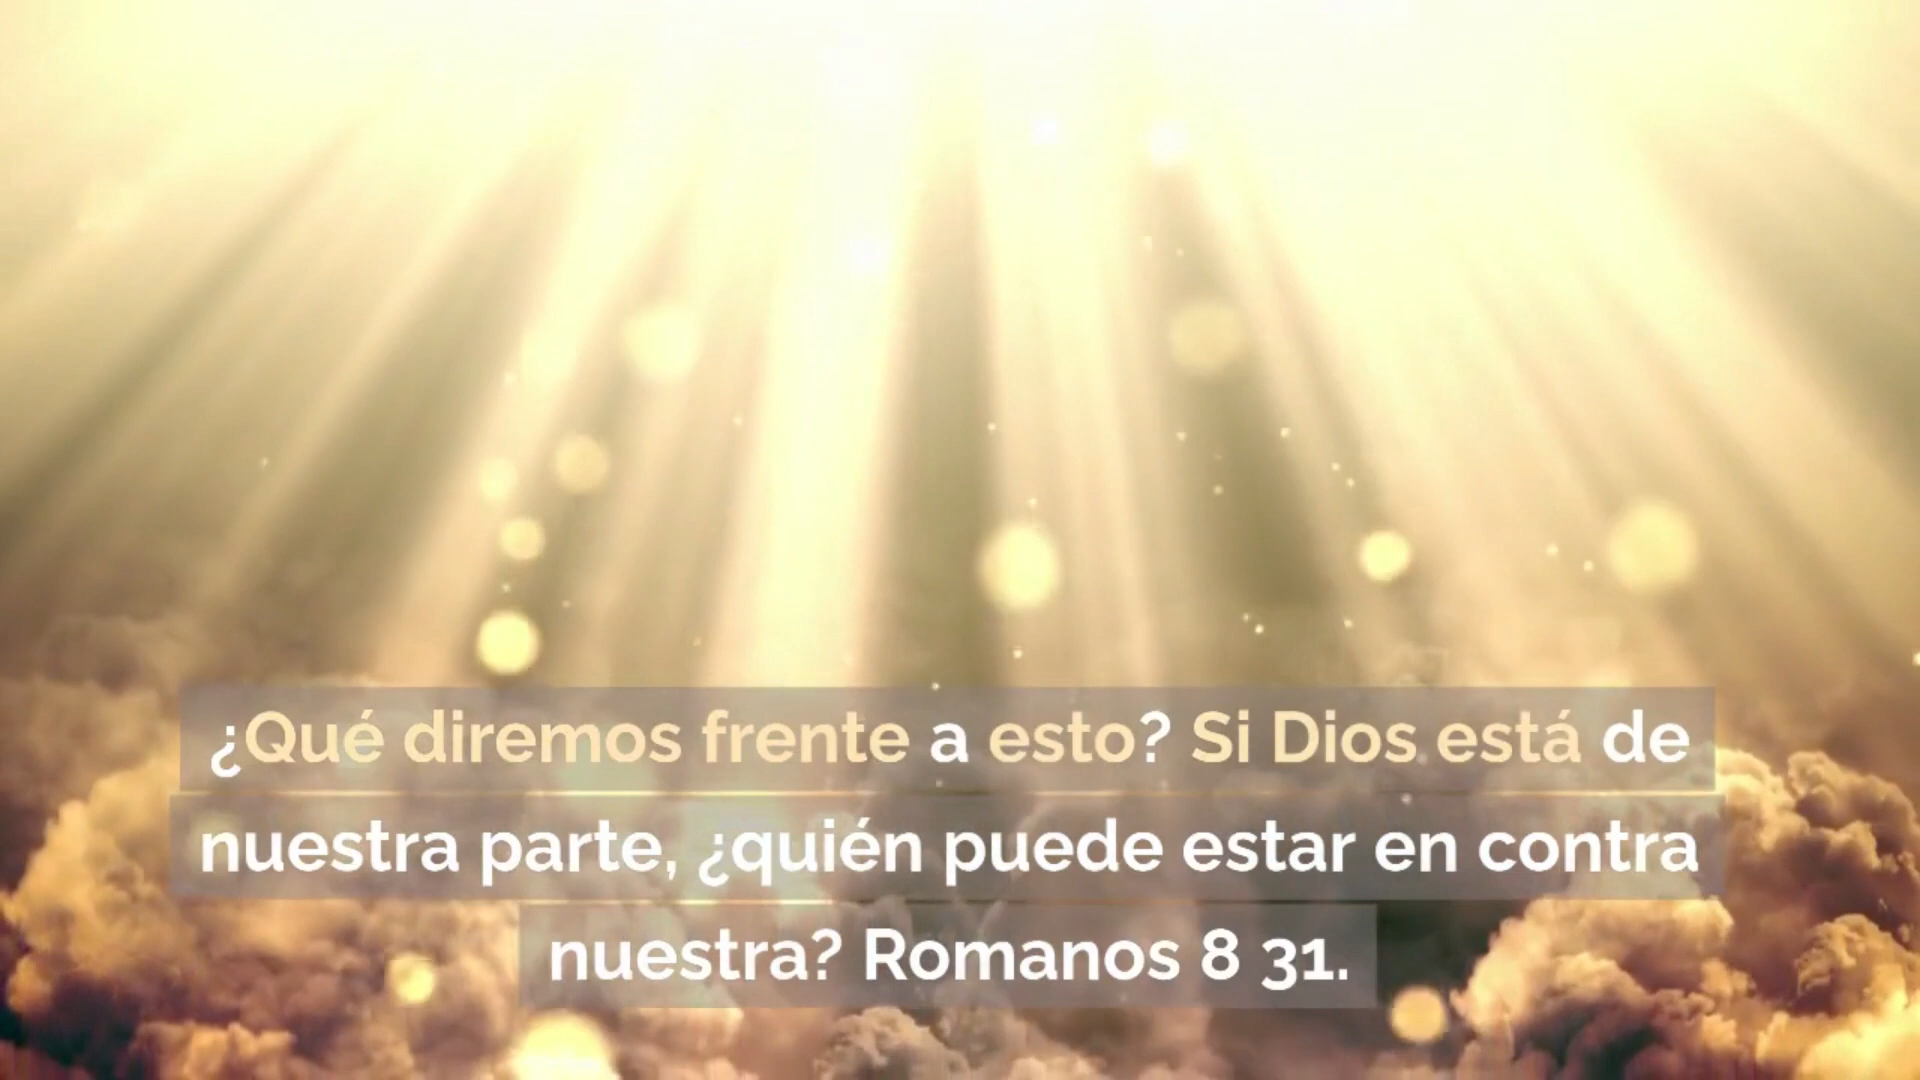 ¿Qué diremos frente a esto? Si Dios está de
nuestra parte, ¿quién puede estar en contra
nuestra? Romanos 8 31.